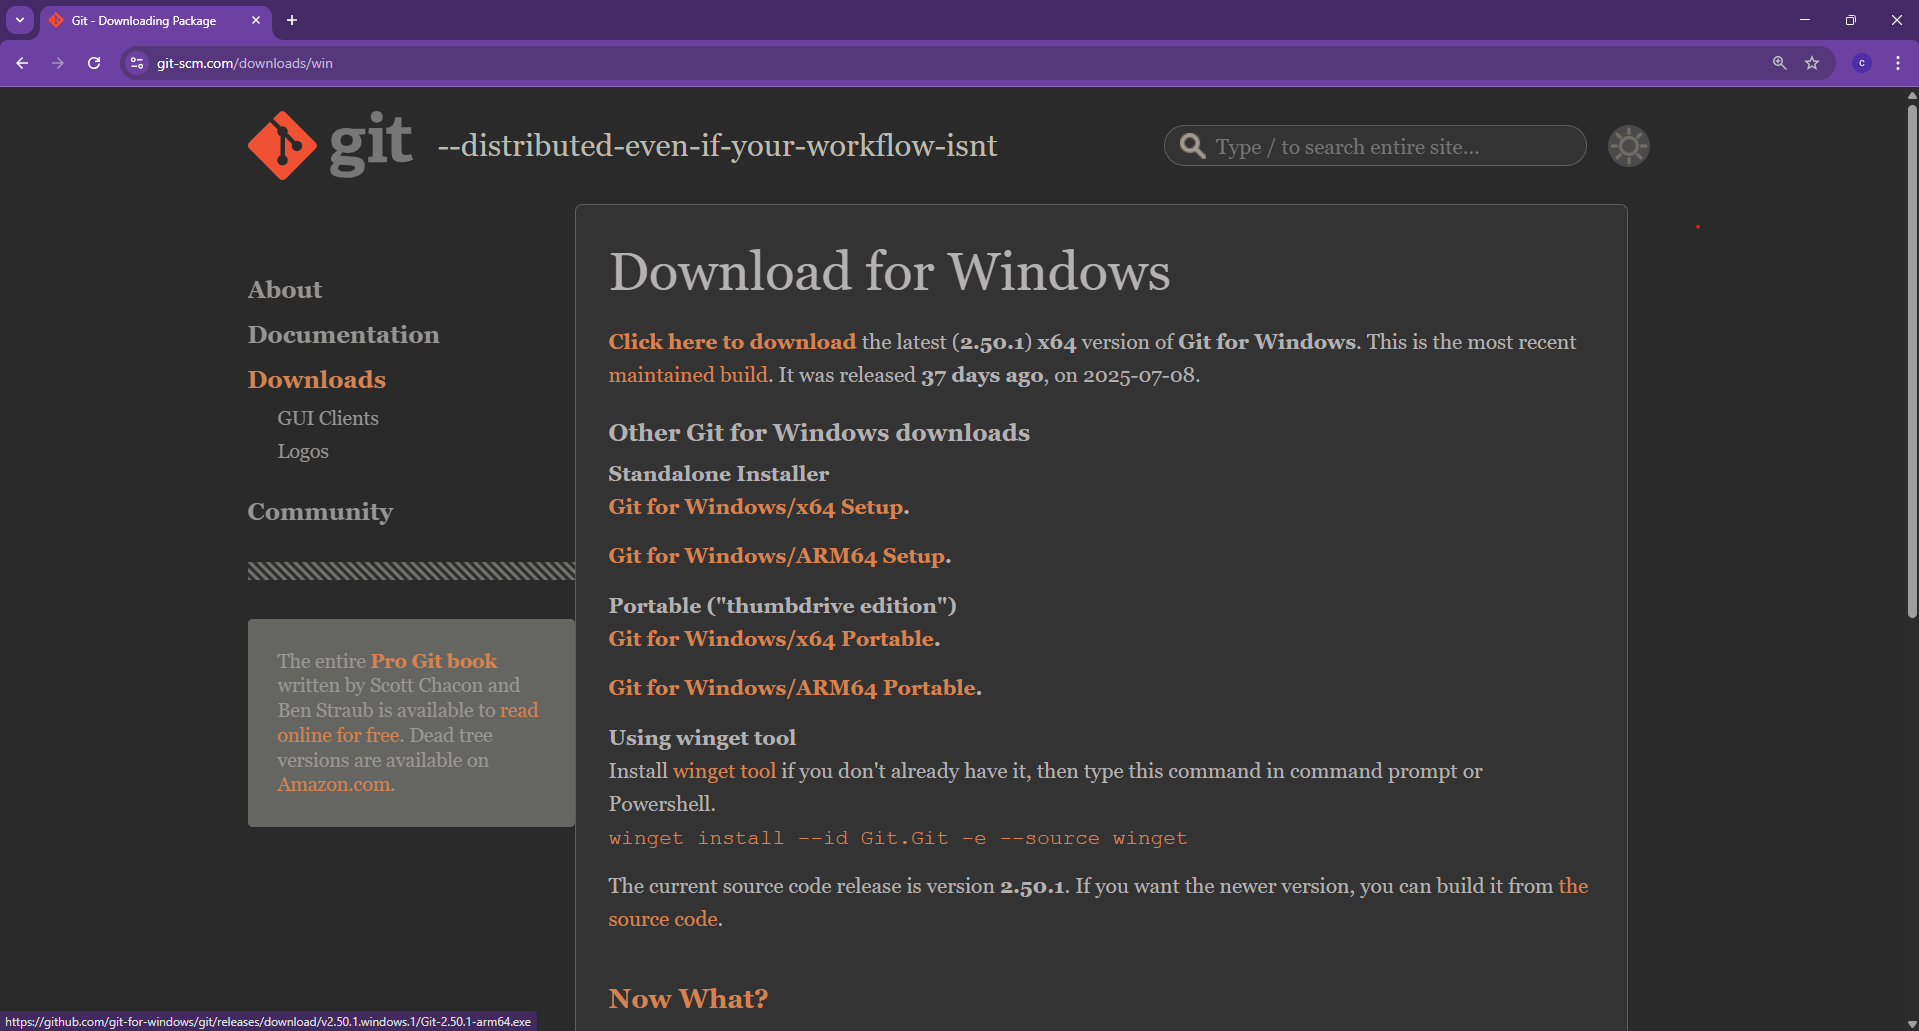 Git - Downloading Package
git-scm.com/downloads/win
c
git
--distributed-even-if-your-workflow-isnt
Type / to search entire site...
About
Documentation
Downloads
GUI Clients
Logos
Community
The entire Pro Git book
written by Scott Chacon and
Ben Straub is available to read
online for free. Dead tree
versions are available on
Amazon.com.
Download for Windows
Click here to download the latest (2.50.1) x64 version of Git for Windows. This is the most recent
maintained build. It was released 37 days ago, on 2025-07-08.
Other Git for Windows downloads
Standalone Installer
Git for Windows/x64 Setup.
Git for Windows/ARM64 Setup.
Portable ("thumbdrive edition")
Git for Windows/x64 Portable.
Git for Windows/ARM64 Portable.
Using winget tool
Install winget tool if you don't already have it, then type this command in command prompt or
Powershell.
winget install --id Git.Git -e --source winget
The current source code release is version 2.50.1. If you want the newer version, you can build it from the
source code.
Now What?
https://github.com/git-for-windows/git/releases/download/v2.50.1.windows.1/Git-2.50.1-arm64.exe